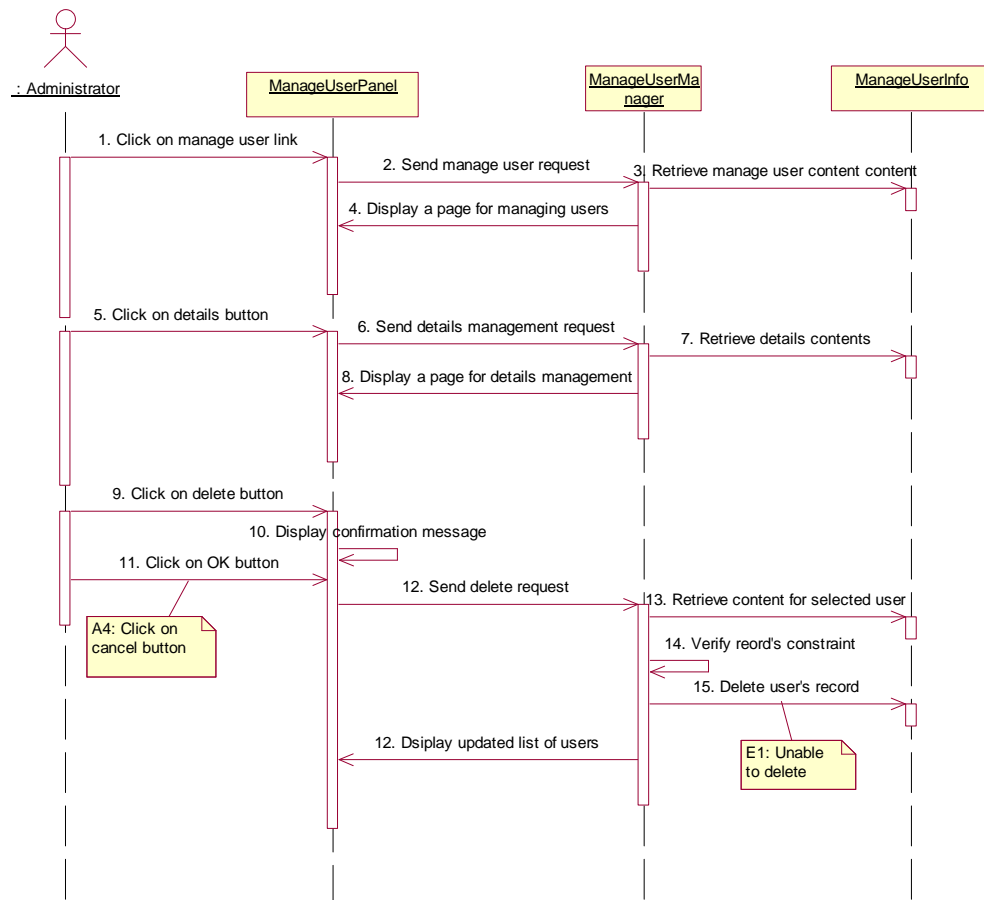 : Administrator
ManageUserPanel
ManageUserMa
nager
ManageUserInfo
1. Click on manage user link
2. Send manage user request
3. Retrieve manage user content content
4. Display a page for managing users
5. Click on details button
6. Send details management request
7. Retrieve details contents
8. Display a page for details management
9. Click on delete button
10. Display confirmation message
11. Click on OK button
12. Send delete request
13. Retrieve content for selected user
A4: Click on
cancel button
14. Verify reord's constraint
15. Delete user's record
12. Dsiplay updated list of users
E1: Unable
to delete